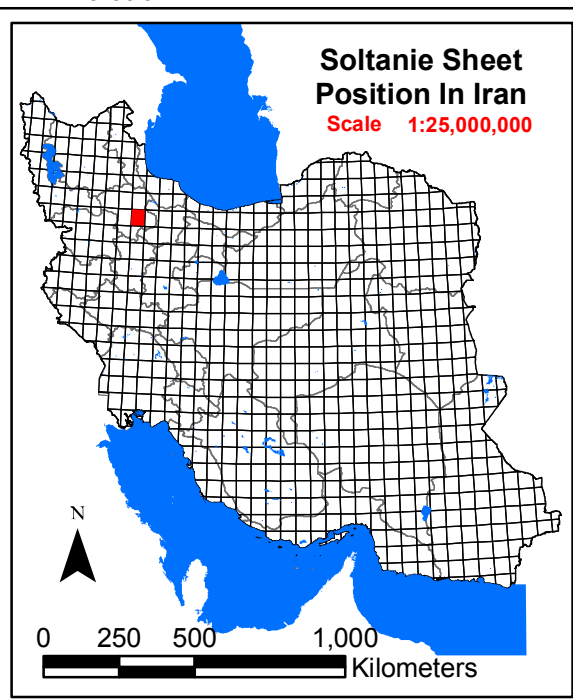 Soltanie Sheet
Position In Iran
Scale 1:25,000,000
N
0 250 500 1,000
Kilometers